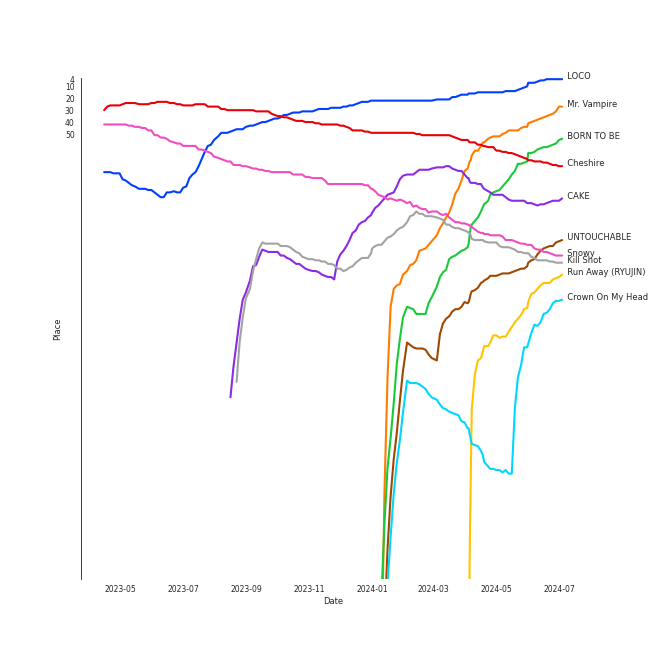 4
10
20
30
40
50
Place
LOCO
Mr. Vampire
BORN TO BE
Cheshire
CAKE
UNTOUCHABLE
Snowy
Kill Shot
Run Away (RYUJIN)
Crown On My Head
2023-05 2023-07 2023-09 2023-11 2024-01 2024-03 2024-05 2024-07
Date